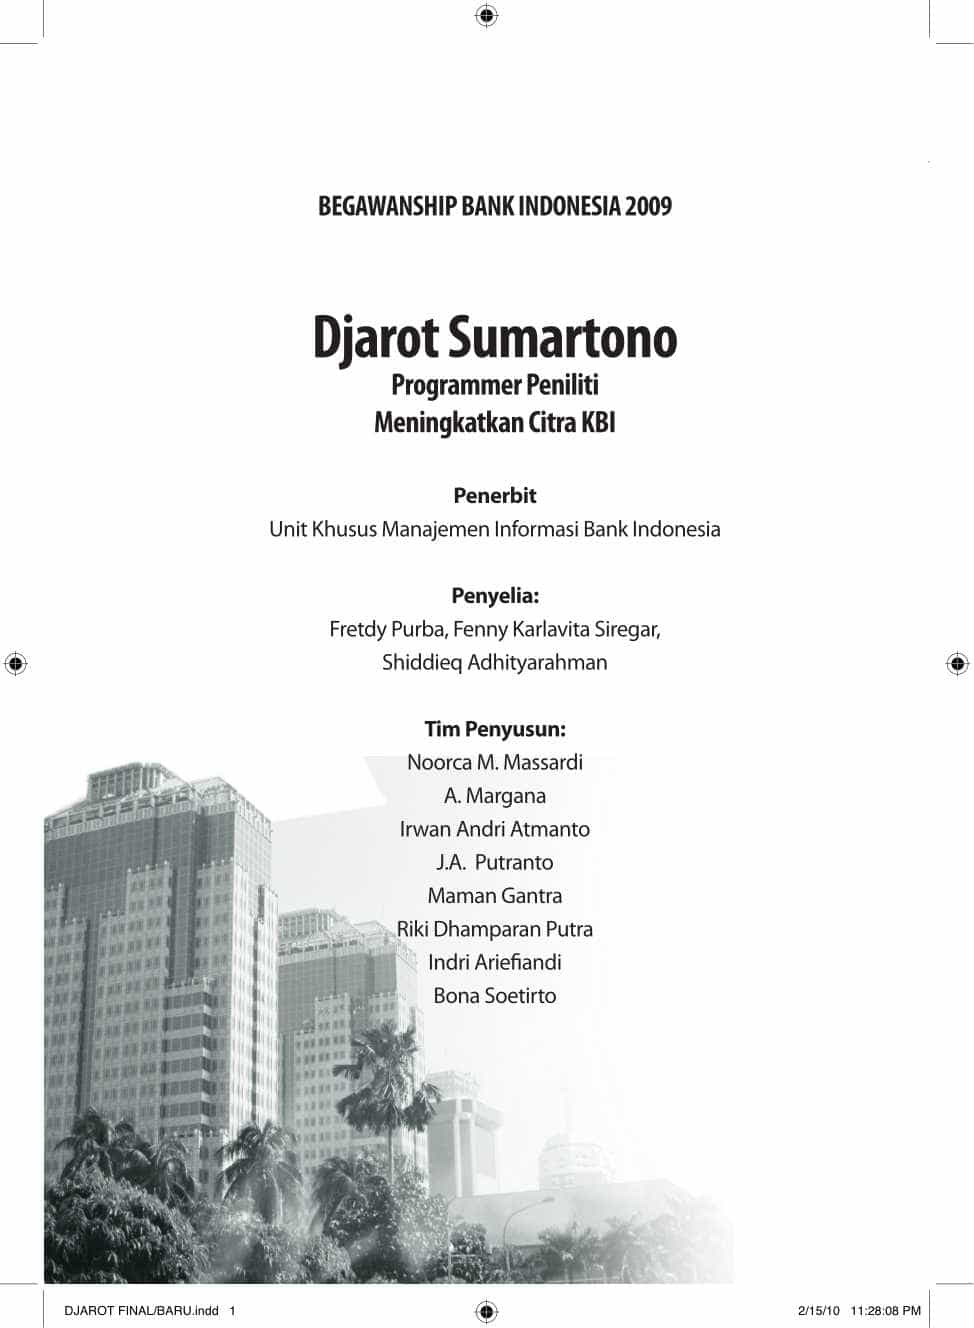 BEGAWANSHIP BANK INDONESIA 2009
Djarot Sumartono
Programmer Peniliti
Meningkatkan Citra KBI
Penerbit
Unit Khusus Manajemen Informasi Bank Indonesia
Penyelia:
Fretdy Purba, Fenny Karlavita Siregar,
Shiddieq Adhityarahman
Tim Penyusun:
Noorca M. Massardi
A. Margana
Irwan Andri Atmanto
J.A. Putranto
Maman Gantra
Riki Dhamparan Putra
Indri Ariefiandi
Bona Soetirto
DJAROT FINAL/BARU.indd 1
2/15/10 11:28:08 PM